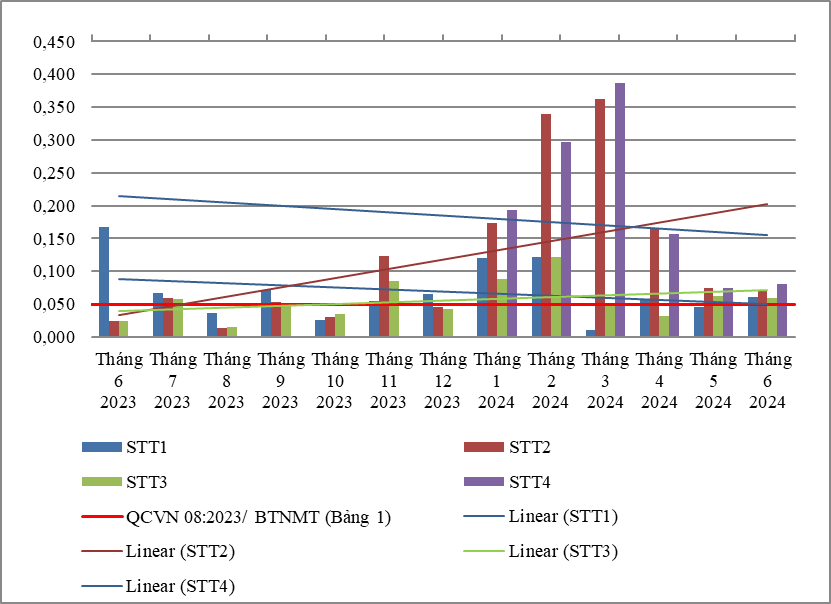 0,450
0,400
0,350
0,300
0,250
0,200
0,150
0,100
0,050
0,000
Tháng 6 2023
Tháng 7 2023
Tháng 8 2023
Tháng 9 2023
Tháng 10 2023
Tháng 11 2023
Tháng 12 2023
Tháng 1 2024
Tháng 2 2024
Tháng 3 2024
Tháng 4 2024
Tháng 5 2024
Tháng 6 2024
STT1
STT2
STT3
STT4
QCVN 08:2023/ BTNMT (Bảng 1)
Linear (STT1)
Linear (STT2)
Linear (STT3)
Linear (STT4)